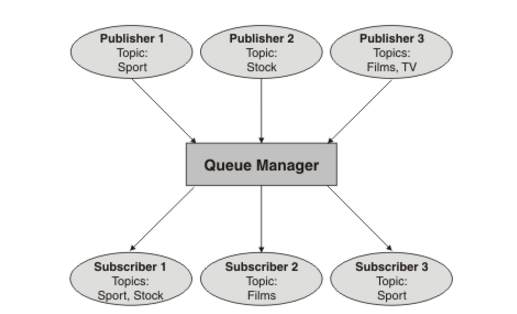 Publisher 1
Topic:
Sport
Publisher 2
Topic:
Stock
Publisher 3
Topics:
Films, TV
Queue Manager
Subscriber 1
Topics:
Sport, Stock
Subscriber 2
Topic:
Films
Subscriber 3
Topic:
Sport